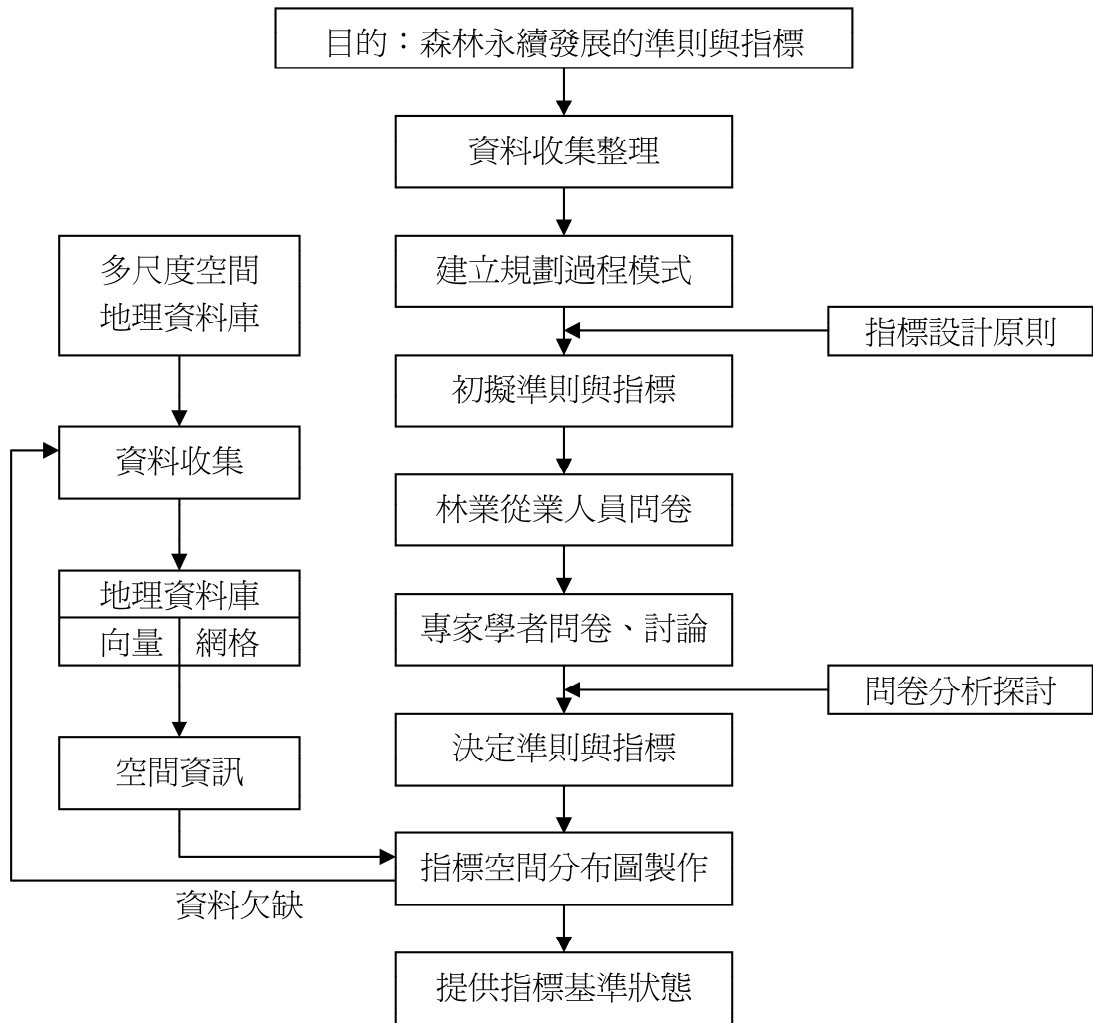 目的：森林永續發展的準則與指標
資料收集整理
建立規劃過程模式
指標設計原則
初擬準則與指標
林業從業人員問卷
專家學者問卷、討論
問卷分析探討
決定準則與指標
多尺度空間
地理資料庫
資料收集
地理資料庫
向量 網格
空間資訊
指標空間分布圖製作
資料欠缺
提供指標基準狀態